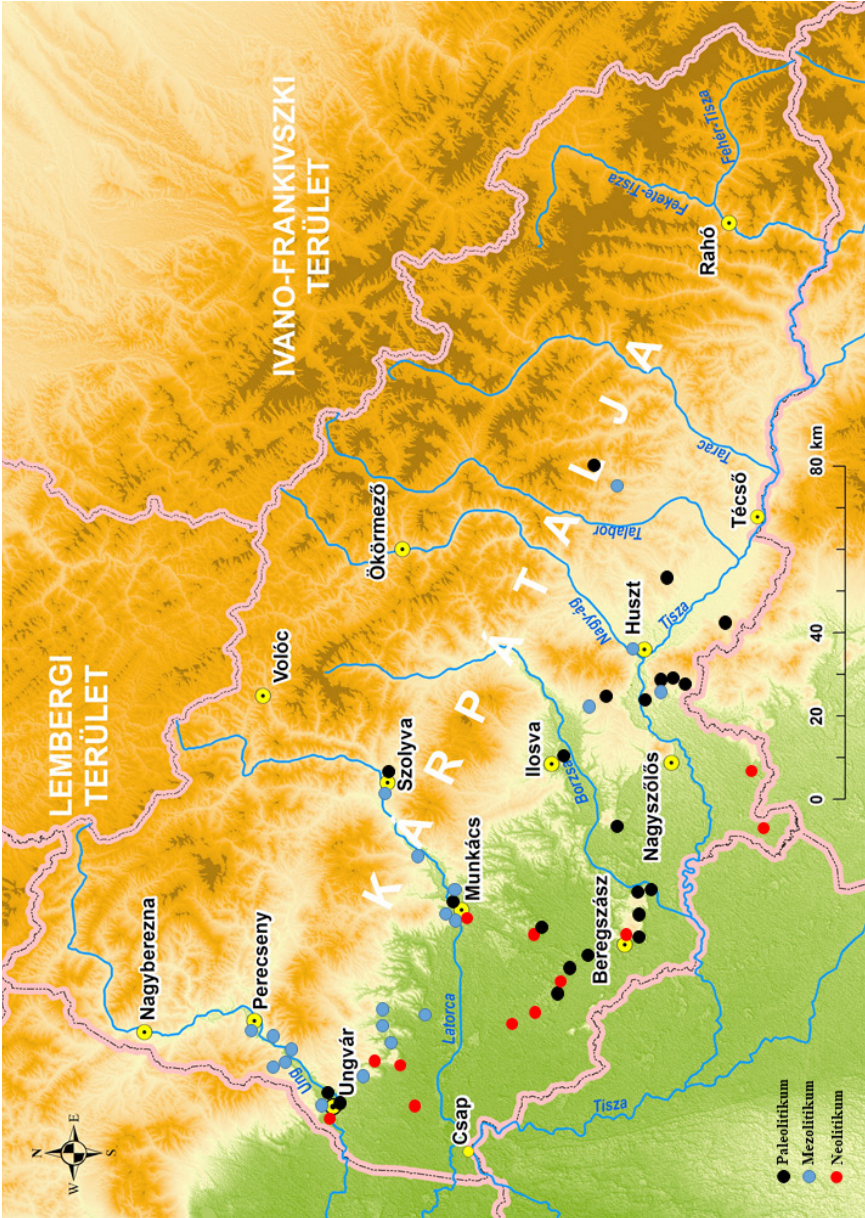 LEMBERGI
TERÜLET
IVANO-FRANKIVSZKI
TERÜLET
KÁRPÁTALJA
N
W
E
S
Nagyberezna
Perecseny
Ung
Ungvár
Csap
Latorca
Munkács
Szolyva
Volóc
Ökörmező
Ilosva
Borzsa
Beregszász
Nagyszőlős
Nagy-ág
Huszt
Tisza
Talabor
Técső
Tarac
Rahó
Fekete-Tisza
Fehér-Tisza
Tisza
Paleolitikum
Mezolitikum
Neolitikum
0 20 40 80 km